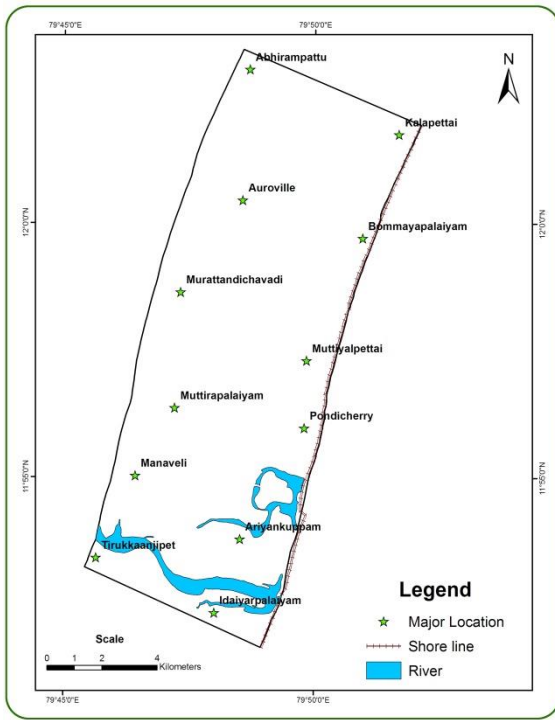 79°45'0"E 79°50'0"E
Abhirampattu
N
Kalapettai
Auroville
12°0'0"N 12°0'0"N
Bommayapalaiyam
Murattandichavadi
Muttiyalpettai
Muttirapalaiyam
Pondicherry
Manaveli
11°55'0"N 11°55'0"N
Ariyankuppam
Tirukkaanjipet
Idaiyarpalaiyam
Legend
Major Location
Shore line
River
Scale
0 1 2 4
Kilometers
79°45'0"E 79°50'0"E